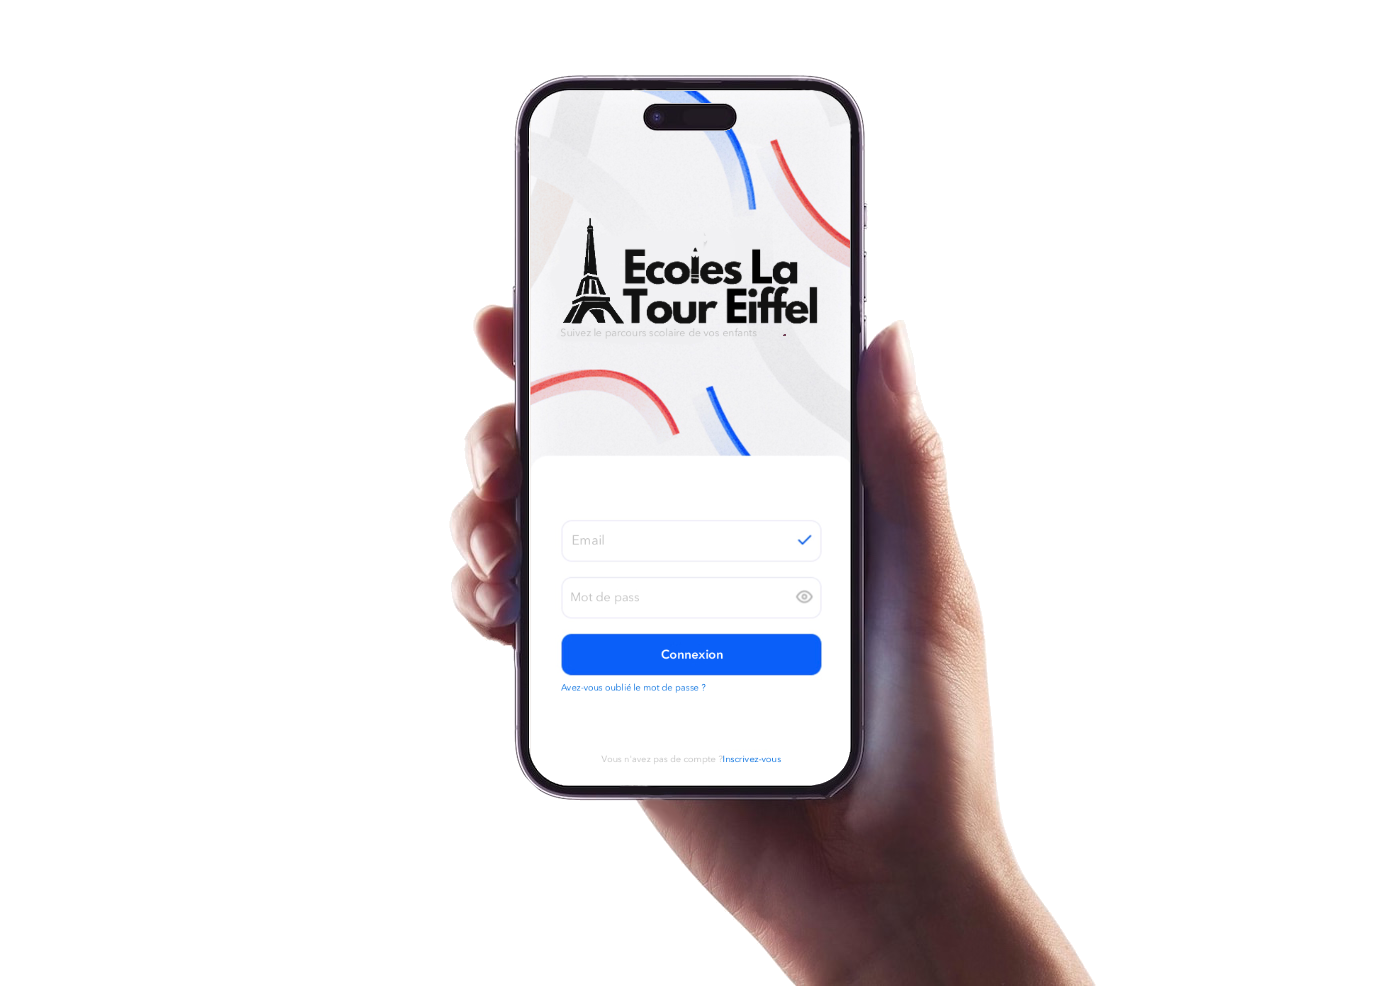 Ecoles La
Tour Eiffel
Suivez le parcours scolaire de vos enfants
Email
Mot de pass
Connexion
Avez-vous oublié le mot de passe ?
Vous n'avez pas de compte ?Inscrivez-vous